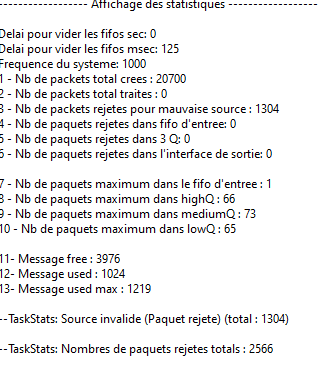 ------------------ Affichage des statistiques ------------------
Delai pour vider les fifos sec: 0
Delai pour vider les fifos msec: 125
Frequence du systeme: 1000
1 - Nb de packets total crees : 20700
2 - Nb de packets total traites : 0
3 - Nb de packets rejetes pour mauvaise source : 1304
4 - Nb de paquets rejetes dans fifo d'entree: 0
5 - Nb de paquets rejetes dans 3 Q: 0
6 - Nb de paquets rejetes dans l'interface de sortie: 0
7 - Nb de paquets maximum dans le fifo d'entree : 1
8 - Nb de paquets maximum dans highQ : 66
9 - Nb de paquets maximum dans mediumQ : 73
10 - Nb de paquets maximum dans lowQ : 65
11- Message free : 3976
12- Message used : 1024
13- Message used max : 1219
--TaskStats: Source invalide (Paquet rejete) (total : 1304)
--TaskStats: Nombres de paquets rejetes totals : 2566